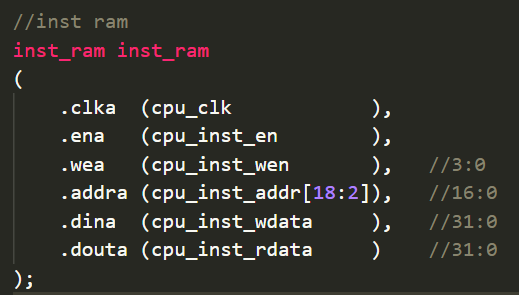 //inst ram
inst_ram inst_ram
(
    .clka  (cpu_clk            ),
    .ena   (cpu_inst_en        ),
    .wea   (cpu_inst_wen       ),   //3:0
    .addra (cpu_inst_addr[18:2]),   //16:0
    .dina  (cpu_inst_wdata     ),   //31:0
    .douta (cpu_inst_rdata     )    //31:0
);